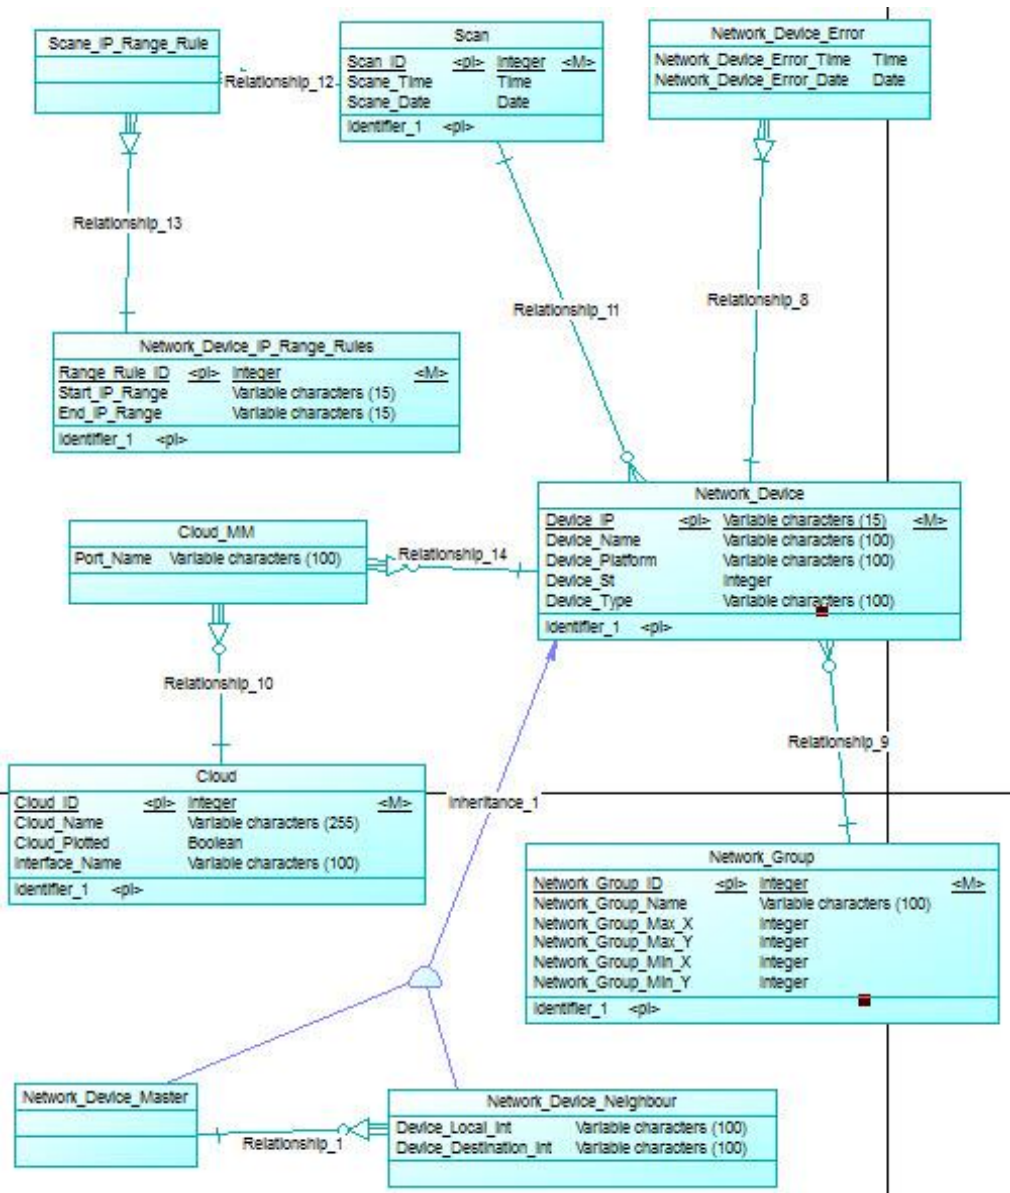 Scane_IP_Range_Rule
Relationship_12
Scan
Scan_ID <pi> Integer <M>
Scane_Time Time
Scane_Date Date
Identifier_1 <pi>
Network_Device_Error
Network_Device_Error_Time Time
Network_Device_Error_Date Date
Relationship_13
Relationship_11
Relationship_8
Network_Device_IP_Range_Rules
Range_Rule_ID <pi> Integer <M>
Start_IP_Range Variable characters (15)
End_IP_Range Variable characters (15)
Identifier_1 <pi>
Network_Device
Device_IP <pi> Variable characters (15) <M>
Device_Name Variable characters (100)
Device_Platform Variable characters (100)
Device_St Integer
Device_Type Variable characters (100)
Identifier_1 <pi>
Cloud_MM
Port_Name Variable characters (100)
Relationship_14
Relationship_10
Relationship_9
Cloud
Cloud_ID <pi> Integer <M>
Cloud_Name Variable characters (255)
Cloud_Plotted Boolean
Interface_Name Variable characters (100)
Identifier_1 <pi>
Inheritance_1
Network_Group
Network_Group_ID <pi> Integer <M>
Network_Group_Name Variable characters (100)
Network_Group_Max_X Integer
Network_Group_Max_Y Integer
Network_Group_Min_X Integer
Network_Group_Min_Y Integer
Identifier_1 <pi>
Network_Device_Master
Relationship_1
Network_Device_Neighbour
Device_Local_Int Variable characters (100)
Device_Destination_Int Variable characters (100)